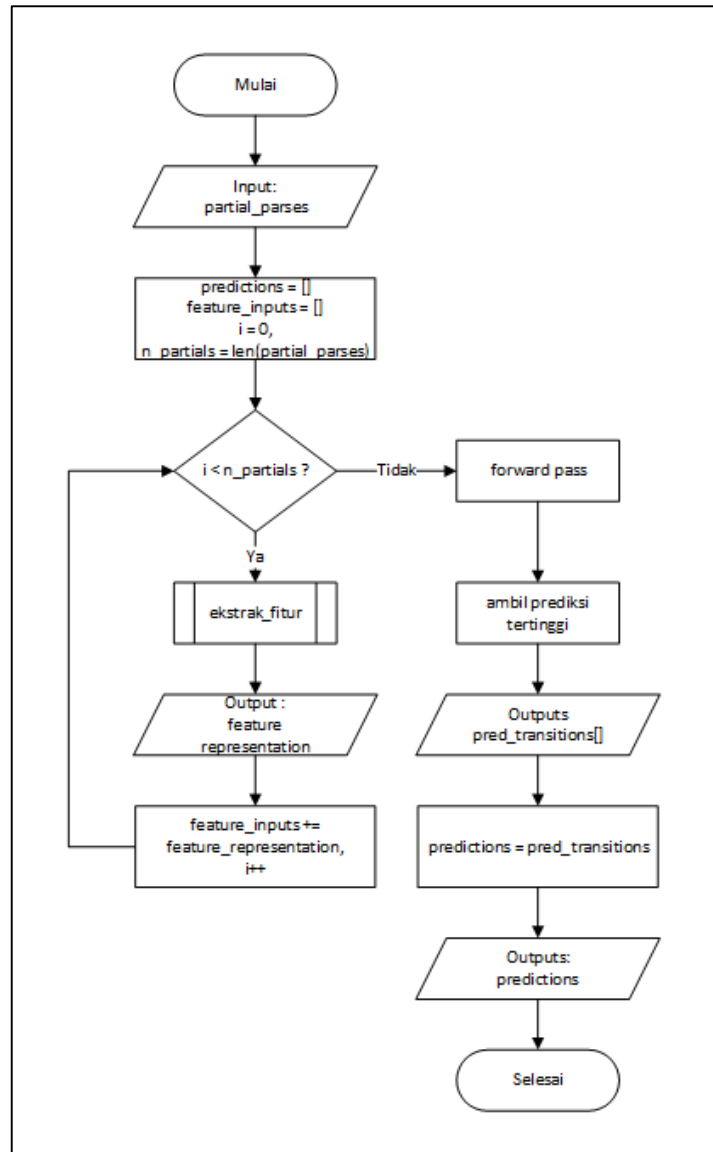 Mulai
Input:
partial_parses
predictions = []
feature_inputs = []
i = 0,
n_partials = len(partial_parses)
i < n_partials ?
Tidak
forward pass
Ya
ekstrak_fitur
ambil prediksi
tertinggi
Output :
feature
representation
Outputs
pred_transitions[]
feature_inputs +=
feature_representation,
i++
predictions = pred_transitions
Outputs:
predictions
Selesai